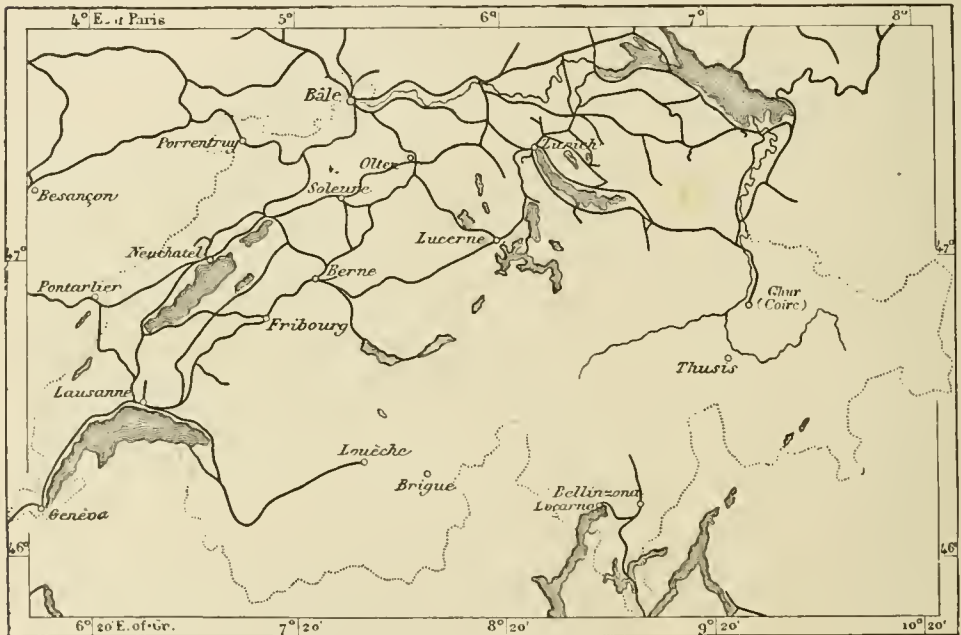 4° E. of Paris 5° 6° 7° 8°
Bâle
Porrentruy
Zurich
Olten
Besançon
Soleure
Lucerne
Neuchatel
47° 47°
Berne
Pontarlier
Chur
(Coire)
Fribourg
Thusis
Lausanne
Louèche
Brigue
Bellinzona
Locarno
Geneva
46° 46°
6° 20' E. of Gr. 7° 20' 8° 20' 9° 20' 10° 20'